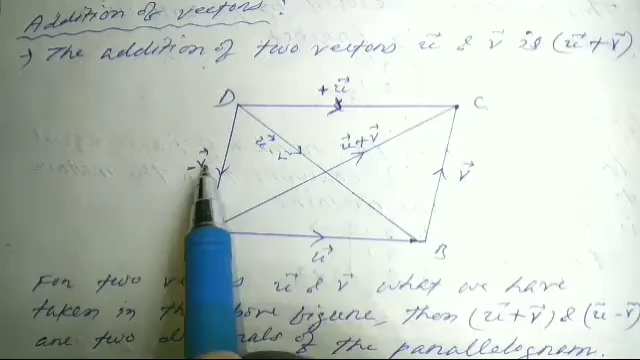 Addition of vectors:
→ The addition of two vectors u⃗ & v⃗ is (u⃗+v⃗)
+u⃗
D C
u⃗-v⃗ u⃗+v⃗
-v⃗ v⃗
B
u⃗
For two u⃗ & v⃗ what we have
taken in figure, then (u⃗+v⃗) & (u⃗-v⃗)
are two of the parallelogram.